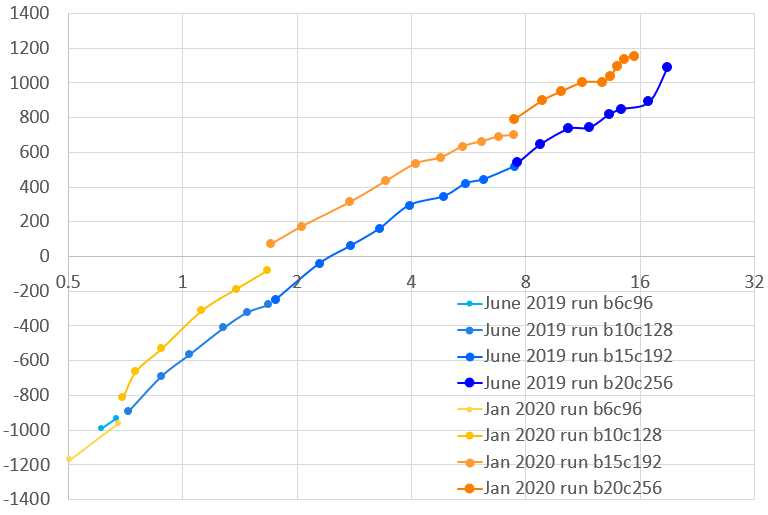 1400
1200
1000
800
600
400
200
0
0.5 1 2 4 8 16 32
-200
June 2019 run b6c96
-400
June 2019 run b10c128
June 2019 run b15c192
-600
June 2019 run b20c256
-800
Jan 2020 run b6c96
-1000
Jan 2020 run b10c128
-1200
Jan 2020 run b15c192
Jan 2020 run b20c256
-1400